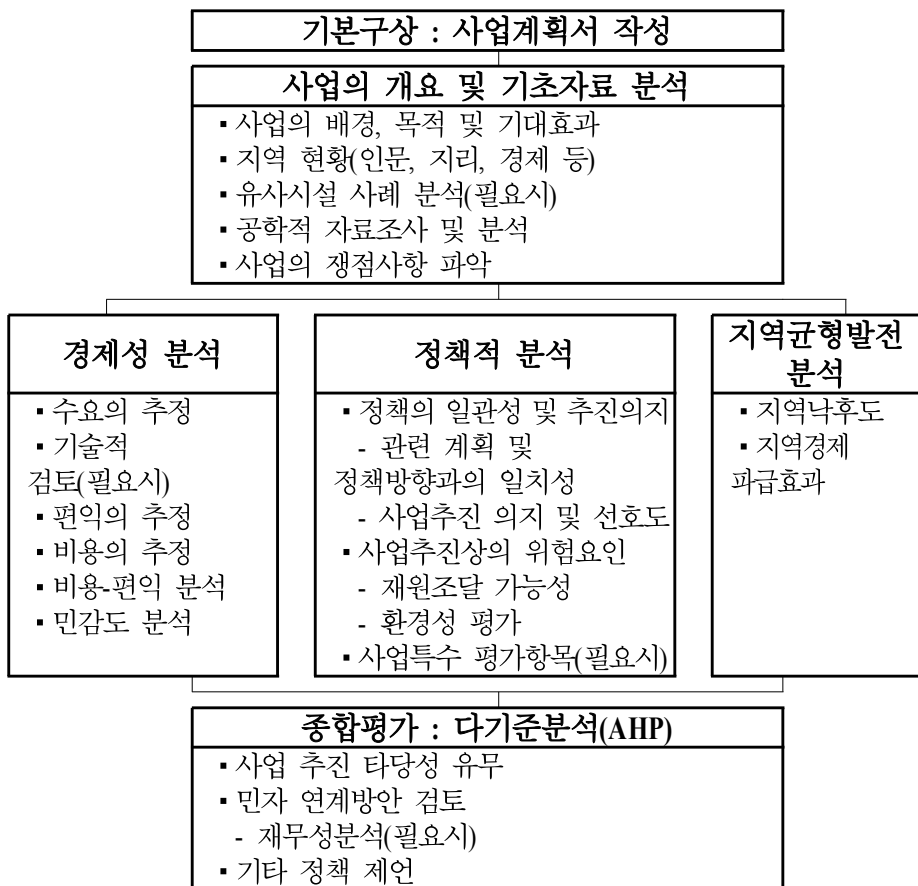 기본구상 : 사업계획서 작성
사업의 개요 및 기초자료 분석
▪ 사업의 배경, 목적 및 기대효과
▪ 지역 현황(인문, 지리, 경제 등)
▪ 유사시설 사례 분석(필요시)
▪ 공학적 자료조사 및 분석
▪ 사업의 쟁점사항 파악
경제성 분석
▪ 수요의 추정
▪ 기술적
검토(필요시)
▪ 편익의 추정
▪ 비용의 추정
▪ 비용-편익 분석
▪ 민감도 분석
정책적 분석
▪ 정책의 일관성 및 추진의지
- 관련 계획 및
정책방향과의 일치성
- 사업추진 의지 및 선호도
▪ 사업추진상의 위험요인
- 재원조달 가능성
- 환경성 평가
▪ 사업특수 평가항목(필요시)
지역균형발전
분석
▪ 지역낙후도
▪ 지역경제
파급효과
종합평가 : 다기준분석(AHP)
▪ 사업 추진 타당성 유무
▪ 민자 연계방안 검토
- 재무성분석(필요시)
▪ 기타 정책 제언